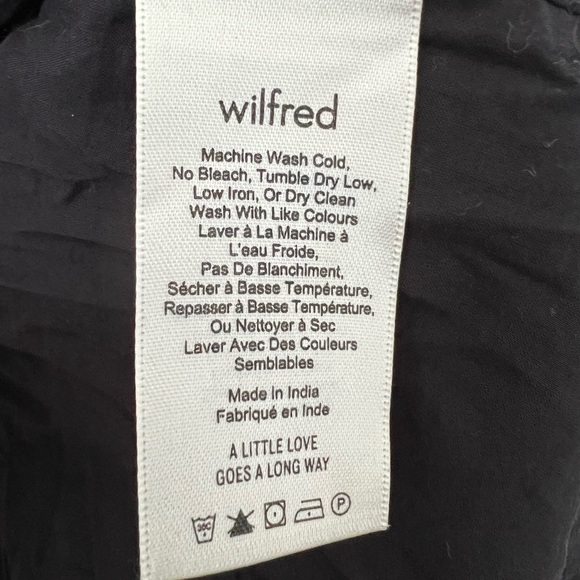 wilfred
Machine Wash Cold,
No Bleach, Tumble Dry Low,
Low Iron, Or Dry Clean
Wash With Like Colours
Laver à La Machine à
L'eau Froide,
Pas De Blanchiment,
Sécher à Basse Température,
Repasser à Basse Température,
Ou Nettoyer à Sec
Laver Avec Des Couleurs
Semblables
Made In India
Fabriqué en Inde
A LITTLE LOVE
GOES A LONG WAY
30C P